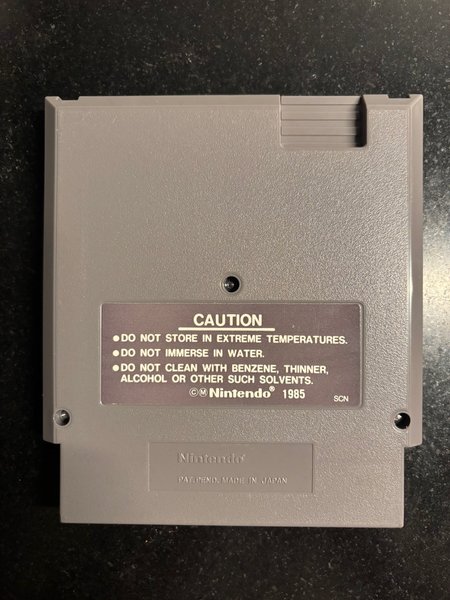 CAUTION
●DO NOT STORE IN EXTREME TEMPERATURES.
●DO NOT IMMERSE IN WATER.
●DO NOT CLEAN WITH BENZENE, THINNER,
ALCOHOL OR OTHER SUCH SOLVENTS.
©Ⓜ Nintendo® 1985
SCN
Nintendo®
PAT.PEND. MADE IN JAPAN